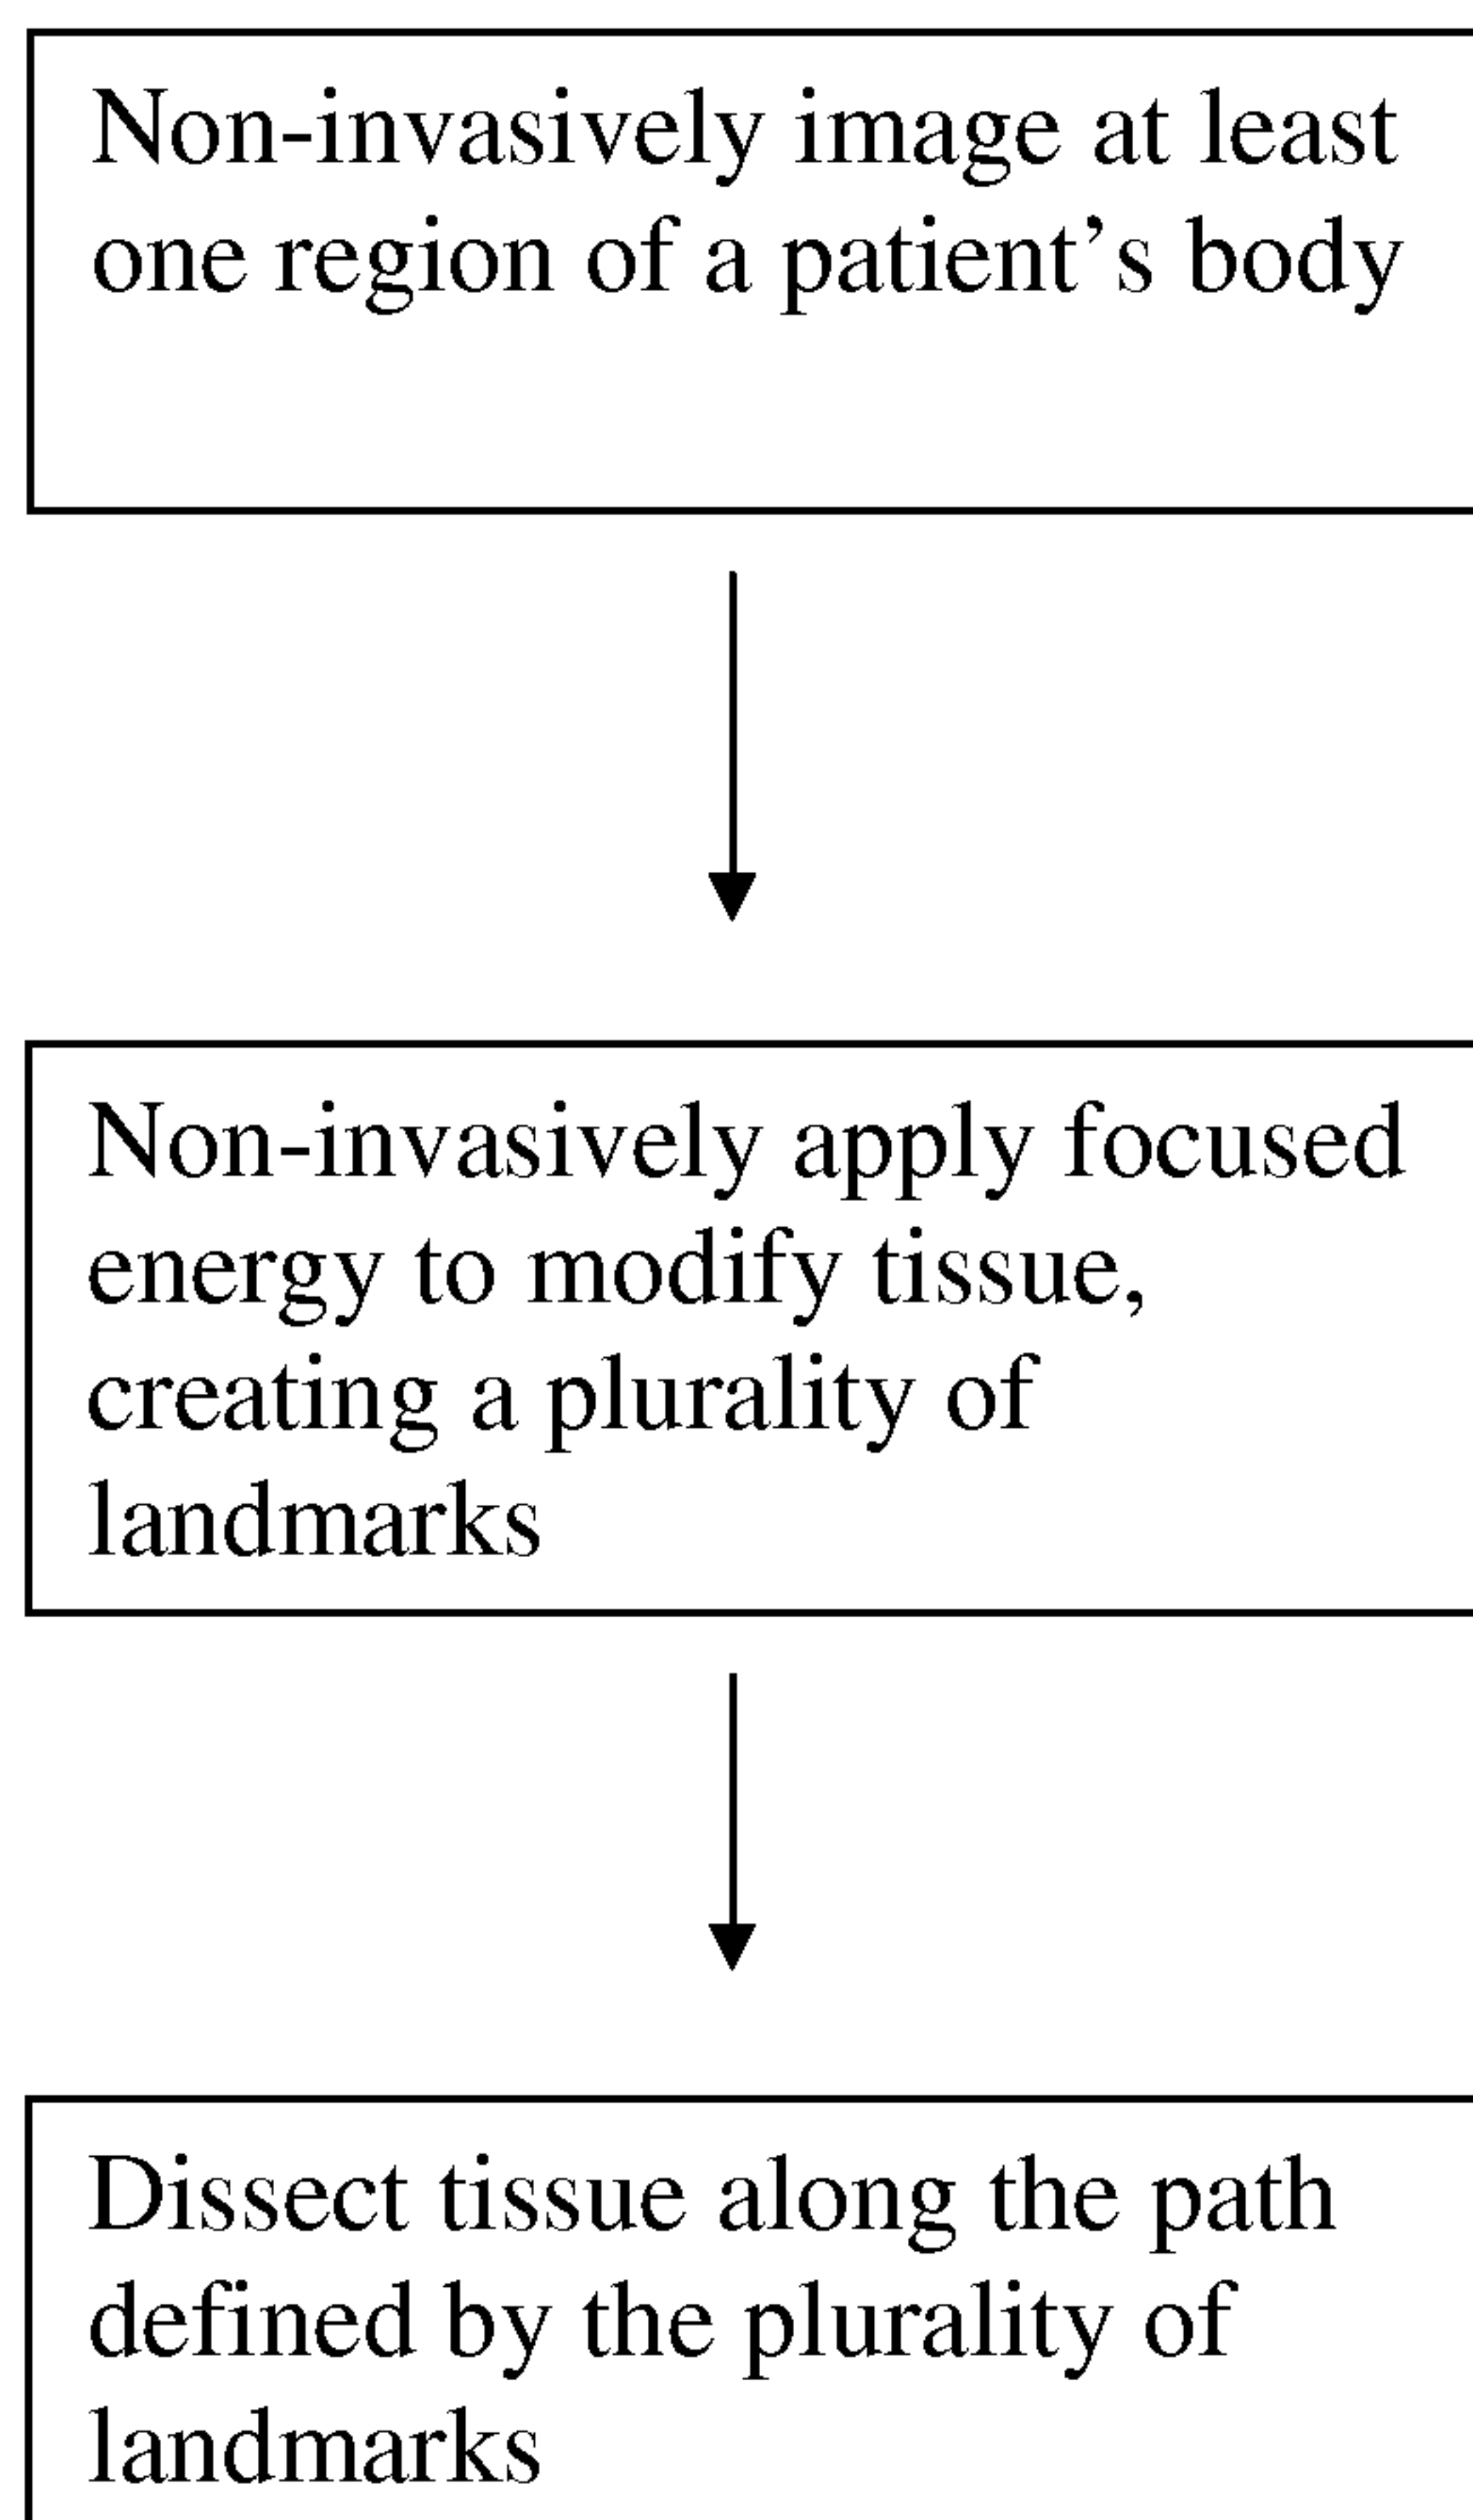 Non-invasively image at least
one region of a patient’s body
Non-invasively apply focused
energy to modify tissue,
creating a plurality of
landmarks
Dissect tissue along the path
defined by the plurality of
landmarks